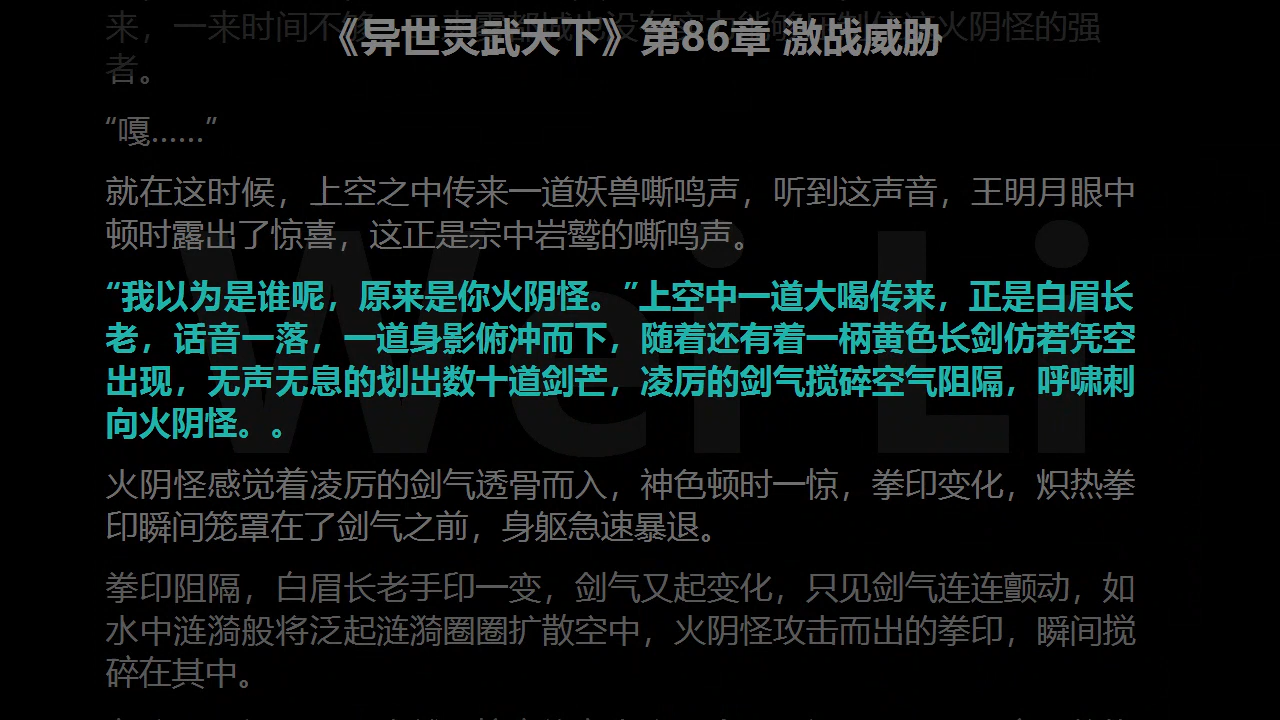 《异世灵武天下》第86章 激战威胁
来，一来时间不够，
这火阴怪的强
者。
“嘎……”
就在这时候，上空之中传来一道妖兽嘶鸣声，听到这声音，王明月眼中
顿时露出了惊喜，这正是宗中岩鹫的嘶鸣声。
“我以为是谁呢，原来是你火阴怪。”上空中一道大喝传来，正是白眉长
老，话音一落，一道身影俯冲而下，随着还有着一柄黄色长剑仿若凭空
出现，无声无息的划出数十道剑芒，凌厉的剑气搅碎空气阻隔，呼啸刺
向火阴怪。。
火阴怪感觉着凌厉的剑气透骨而入，神色顿时一惊，拳印变化，炽热拳
印瞬间笼罩在了剑气之前，身躯急速暴退。
拳印阻隔，白眉长老手印一变，剑气又起变化，只见剑气连连颤动，如
水中涟漪般将泛起涟漪圈圈扩散空中，火阴怪攻击而出的拳印，瞬间搅
碎在其中。
Wei Li